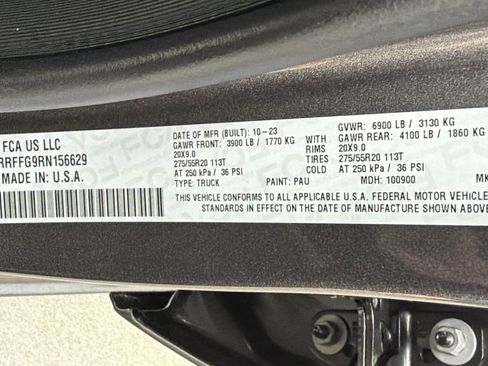 FCA US LLC
RRFFG9RN156629
MADE IN U.S.A.
DATE OF MFR (BUILT): 10-23 GVWR: 6900 LB / 3130 KG
GAWR FRONT: 3900 LB / 1770 KG GAWR REAR: 4100 LB / 1860 KG
20X9.0 RIMS 20X9.0
275/55R20 113T TIRES 275/55R20 113T
AT 250 kPa / 36 PSI COLD AT 250 kPa / 36 PSI
TYPE: TRUCK PAINT: PAU MDH: 100900
THIS VEHICLE CONFORMS TO ALL APPLICABLE U.S.A. FEDERAL MOTOR VEHICLE
STANDARDS IN EFFECT ON THE DATE OF MANUFACTURE SHOWN ABOVE.